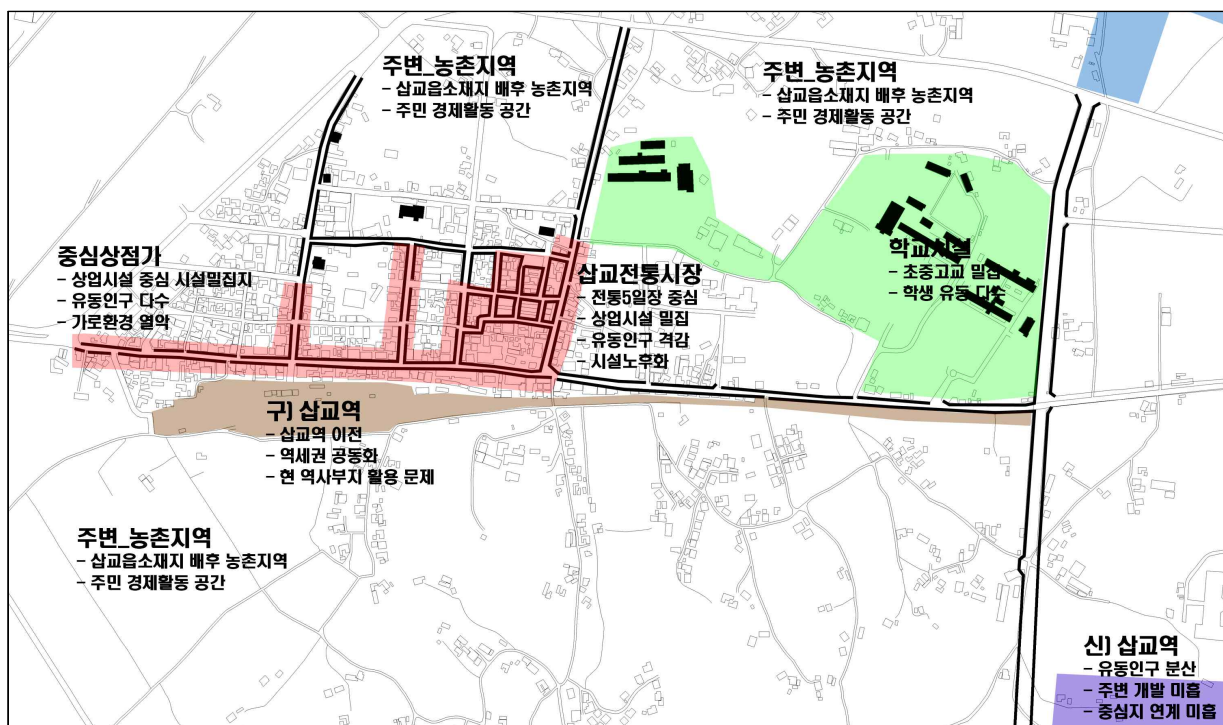 주변_농촌지역
- 삽교읍소재지 배후 농촌지역
- 주민 경제활동 공간
주변_농촌지역
- 삽교읍소재지 배후 농촌지역
- 주민 경제활동 공간
중심상점가
- 상업시설 중심 시설밀집지
- 유동인구 다수
- 가로환경 열악
삽교전통시장
- 전통5일장 중심
- 상업시설 밀집
- 유동인구 격감
- 시설노후화
학교시설
- 초중고교 밀집
- 학생 유동 다수
구) 삽교역
- 삽교역 이전
- 역세권 공동화
- 현 역사부지 활용 문제
주변_농촌지역
- 삽교읍소재지 배후 농촌지역
- 주민 경제활동 공간
신) 삽교역
- 유동인구 분산
- 주변 개발 미흡
- 중심지 연계 미흡